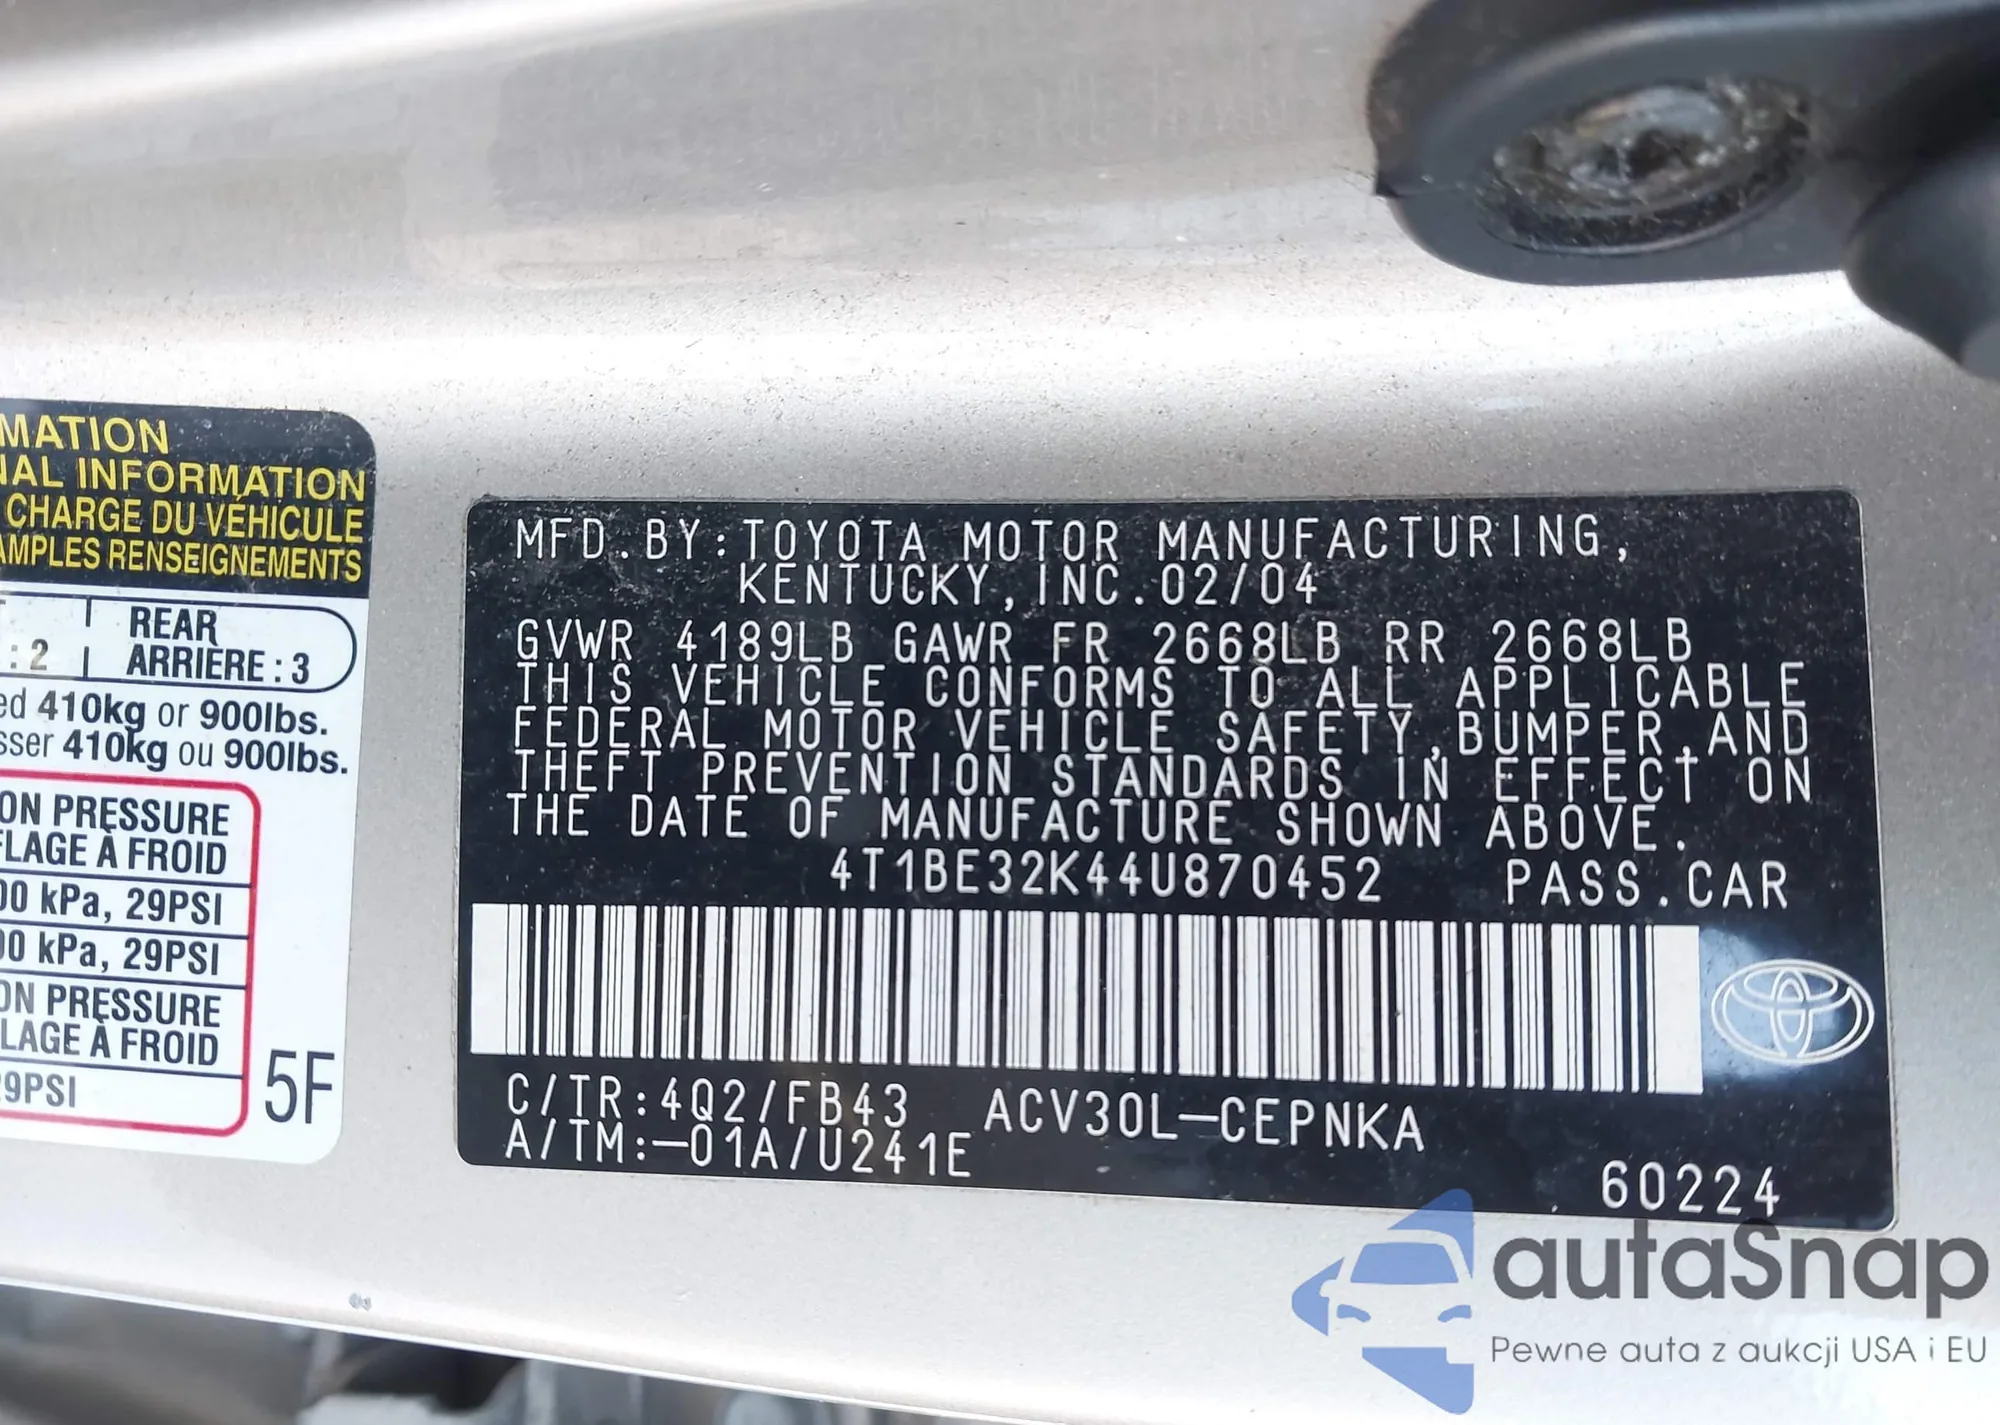 MATION
NAL INFORMATION
CHARGE DU VÉHICULE
AMPLES RENSEIGNEMENTS
REAR
:2 ARRIÈRE : 3
ed 410kg or 900lbs.
sser 410kg ou 900lbs.
ON PRESSURE
FLAGE À FROID
00 kPa, 29PSI
00 kPa, 29PSI
ON PRESSURE
LAGE À FROID
29PSI
5F
MFD.BY:TOYOTA MOTOR MANUFACTURING,
KENTUCKY,INC.02/04
GVWR 4189LB GAWR FR 2668LB RR 2668LB
THIS VEHICLE CONFORMS TO ALL APPLICABLE
FEDERAL MOTOR VEHICLE SAFETY,BUMPER,AND
THEFT PREVENTION STANDARDS IN EFFECT ON
THE DATE OF MANUFACTURE SHOWN ABOVE.
4T1BE32K44U870452 PASS.CAR
C/TR:4Q2/FB43 ACV30L-CEPNKA
A/TM:-01A/U241E
60224
autaSnap
Pewne auta z aukcji USA i EU